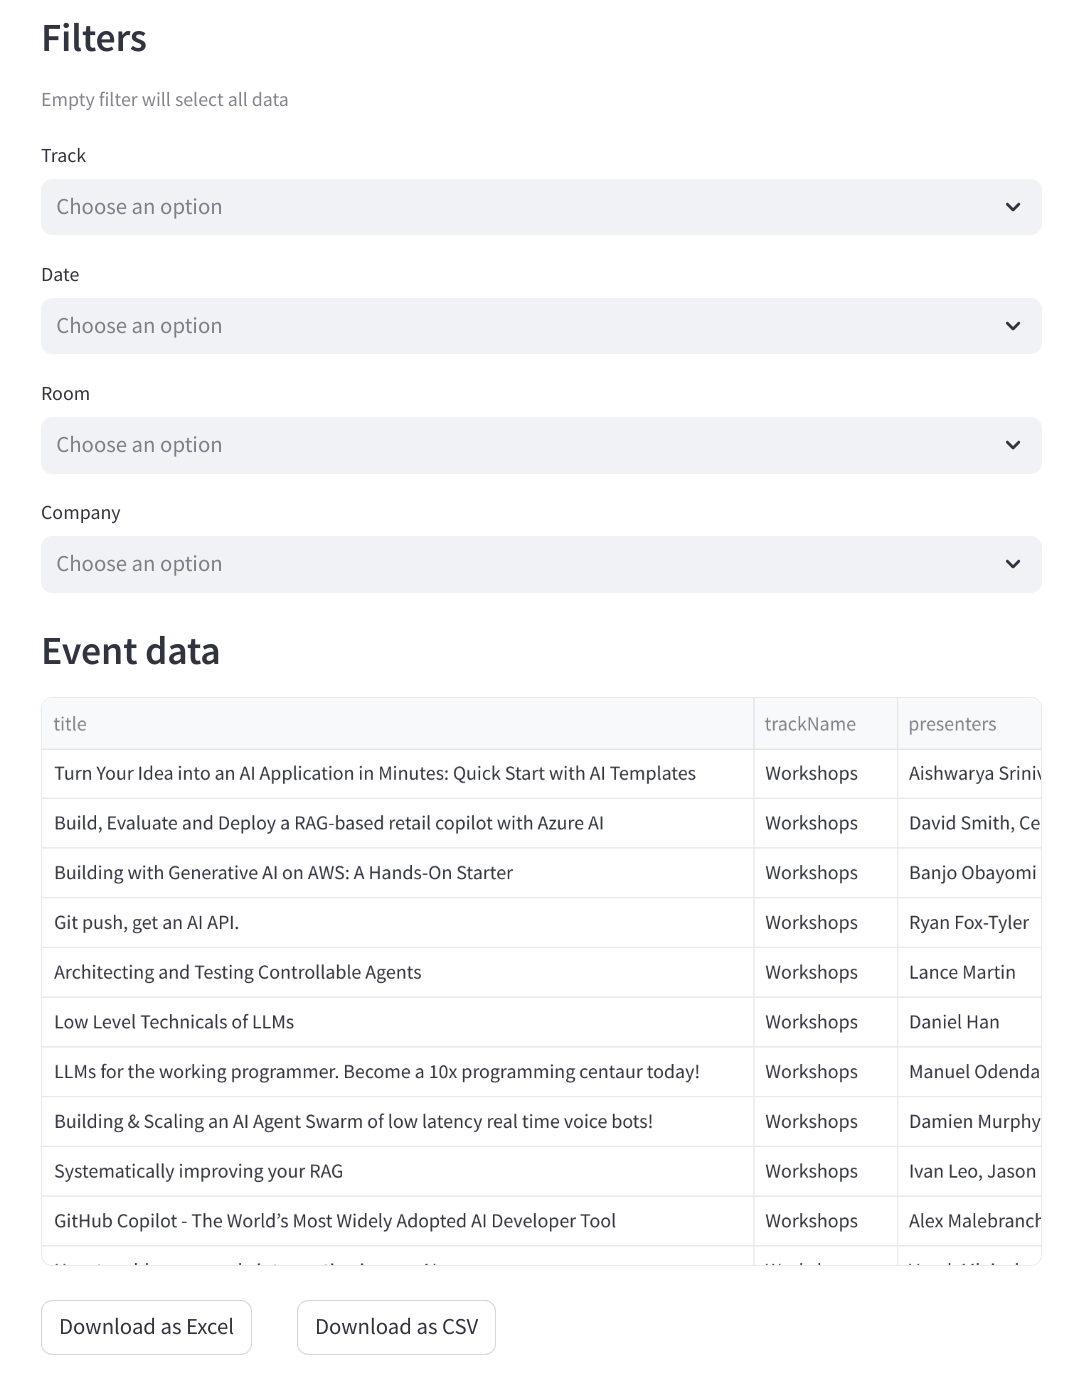 Filters
Empty filter will select all data
Track
Choose an option
Date
Choose an option
Room
Choose an option
Company
Choose an option
Event data
title trackName presenters
Turn Your Idea into an AI Application in Minutes: Quick Start with AI Templates Workshops Aishwarya
Build, Evaluate and Deploy a RAG-based retail copilot with Azure AI Workshops David Smith, Ce
Building with Generative AI on AWS: A Hands-On Starter Workshops Banjo Obayomi
Git push, get an AI API. Workshops Ryan Fox-Tyler
Architecting and Testing Controllable Agents Workshops Lance Martin
Low Level Technicals of LLMs Workshops Daniel Han
LLMs for the working programmer. Become a 10x programming centaur today! Workshops Manuel Odenda
Building & Scaling an AI Agent Swarm of low latency real time voice bots! Workshops Damien Murphy
Systematically improving your RAG Workshops Ivan Leo, Jason
GitHub Copilot - The World’s Most Widely Adopted AI Developer Tool Workshops Alex Malebranch
Download as Excel Download as CSV